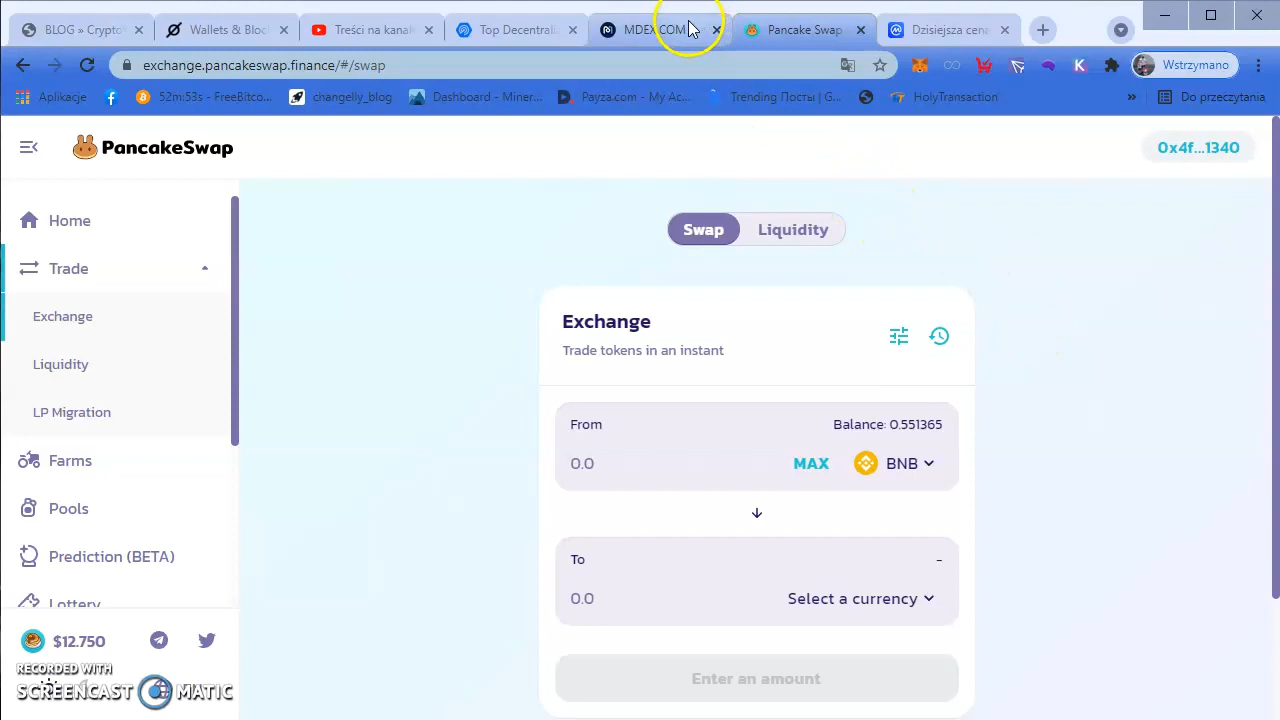 BLOG » Crypto
Wallets & Block
Treści na kanale
Top Decentrali
MDEX.COM
Pancake Swap
Dzisiejsza cena
exchange.pancakeswap.finance/#/swap
Wstrzymano
Aplikacje
52m:53s - FreeBitco...
changelly_blog
Dashboard - Miner...
Payza.com - My Ac...
Trending Посты | G...
HolyTransaction
»
Do przeczytania
PancakeSwap
0x4f...1340
Home
Trade
Exchange
Liquidity
LP Migration
Farms
Pools
Prediction (BETA)
Lottery
$12.750
Swap
Liquidity
Exchange
Trade tokens in an instant
From
Balance: 0.551365
0.0
MAX
BNB
To
-
0.0
Select a currency
Enter an amount
RECORDED WITH
SCREENCAST MATIC